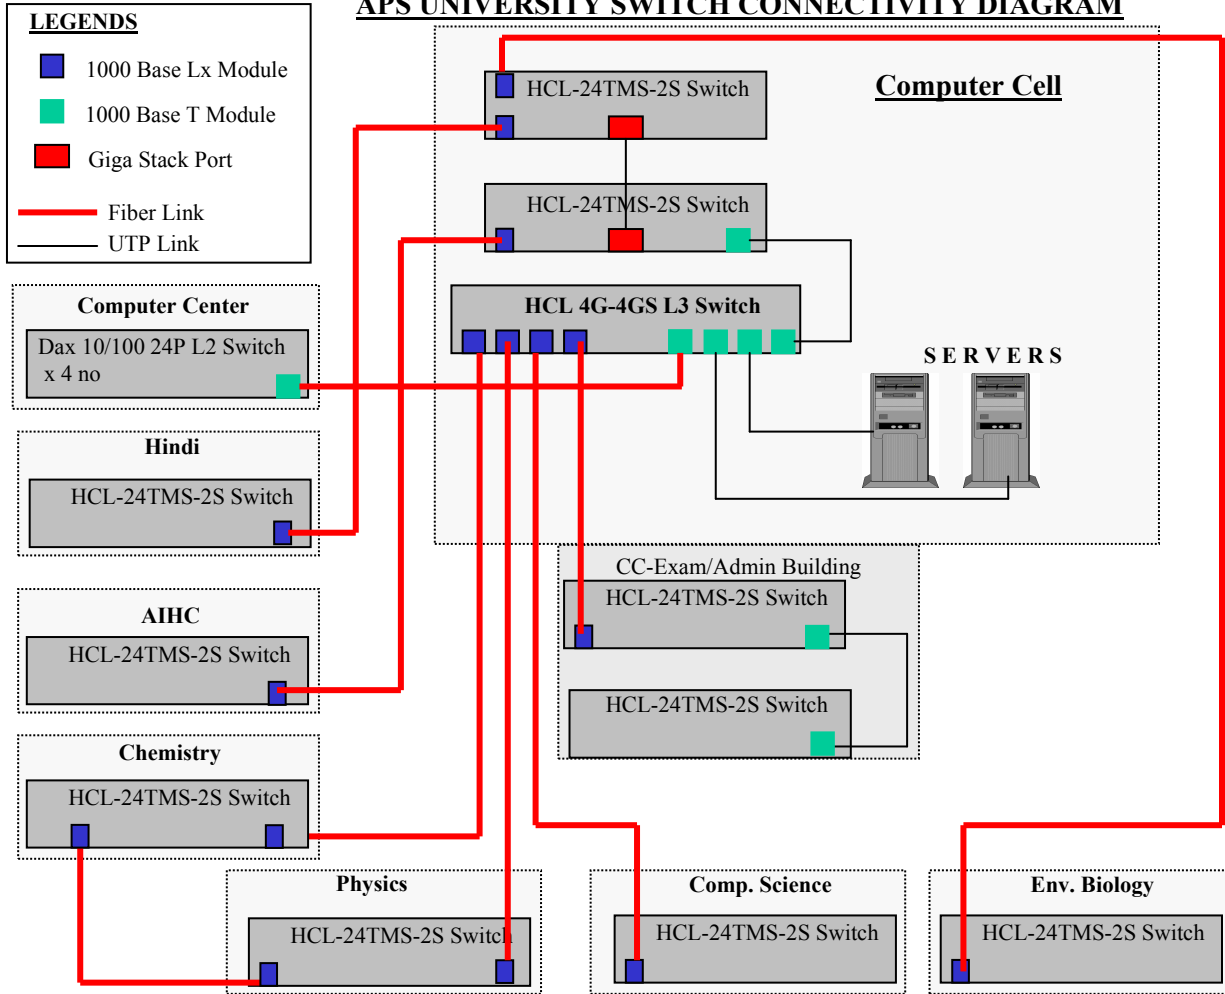 APS UNIVERSITY SWITCH CONNECTIVITY DIAGRAM
LEGENDS
1000 Base Lx Module
1000 Base T Module
Giga Stack Port
Fiber Link
UTP Link
Computer Cell
HCL-24TMS-2S Switch
HCL-24TMS-2S Switch
HCL 4G-4GS L3 Switch
S E R V E R S
Computer Center
Dax 10/100 24P L2 Switch
x 4 no
Hindi
HCL-24TMS-2S Switch
CC-Exam/Admin Building
HCL-24TMS-2S Switch
HCL-24TMS-2S Switch
AIHC
HCL-24TMS-2S Switch
Chemistry
HCL-24TMS-2S Switch
Physics
HCL-24TMS-2S Switch
Comp. Science
HCL-24TMS-2S Switch
Env. Biology
HCL-24TMS-2S Switch